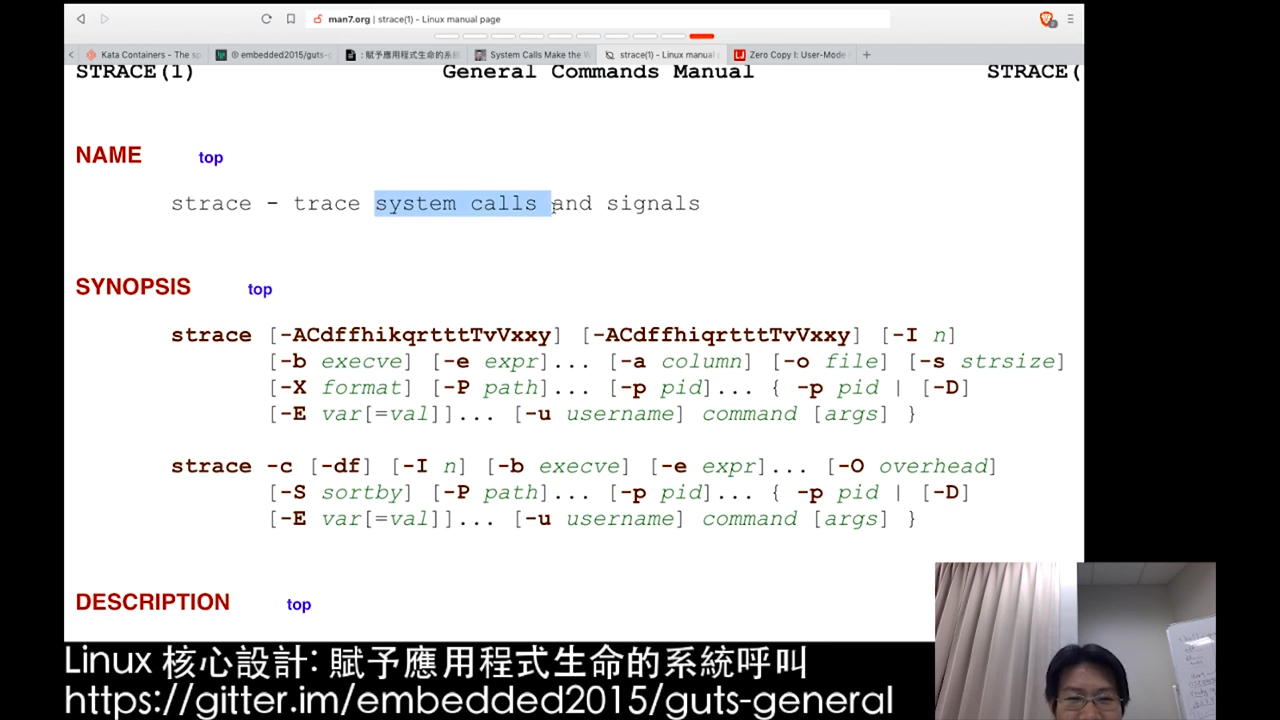 man7.org | strace(1) - Linux manual page
Kata Containers - The sp
embedded2015/guts-
: 賦予應用程式生命的系統
System Calls Make the W
strace(1) - Linux manual
Zero Copy I: User-Mode
STRACE(1) General Commands Manual STRACE(
NAME top
strace - trace system calls and signals
SYNOPSIS top
strace [-ACdffhikqrtttTvVxxy] [-ACdffhiqrtttTvVxxy] [-I n]
[-b execve] [-e expr]... [-a column] [-o file] [-s strsize]
[-X format] [-P path]... [-p pid]... { -p pid | [-D]
[-E var[=val]]... [-u username] command [args] }
strace -c [-df] [-I n] [-b execve] [-e expr]... [-O overhead]
[-S sortby] [-P path]... [-p pid]... { -p pid | [-D]
[-E var[=val]]... [-u username] command [args] }
DESCRIPTION top
Linux 核心設計: 賦予應用程式生命的系統呼叫
https://gitter.im/embedded2015/guts-general